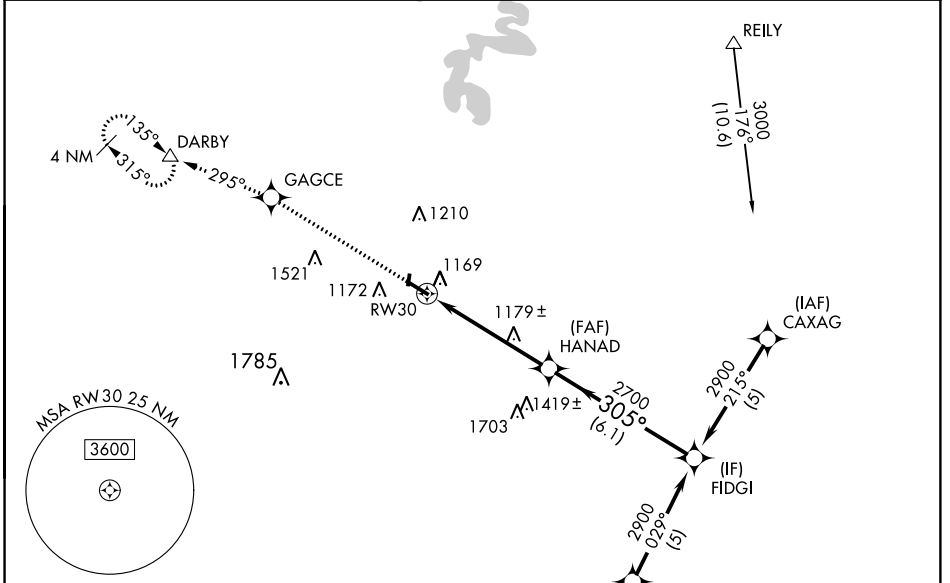 REILY
3000
176°
(10.6)
135°
DARBY
4 NM
315°
295°
GAGCE
1210
1521
1169
1172
RW30
1179 ±
(FAF)
HANAD
(IAF)
CAXAG
1785
2900
215°
(5)
2700
305°
(6.1)
1419 ±
1703
MSA RW30 25 NM
3600
(IF)
FIDGI
2900
029°
(5)